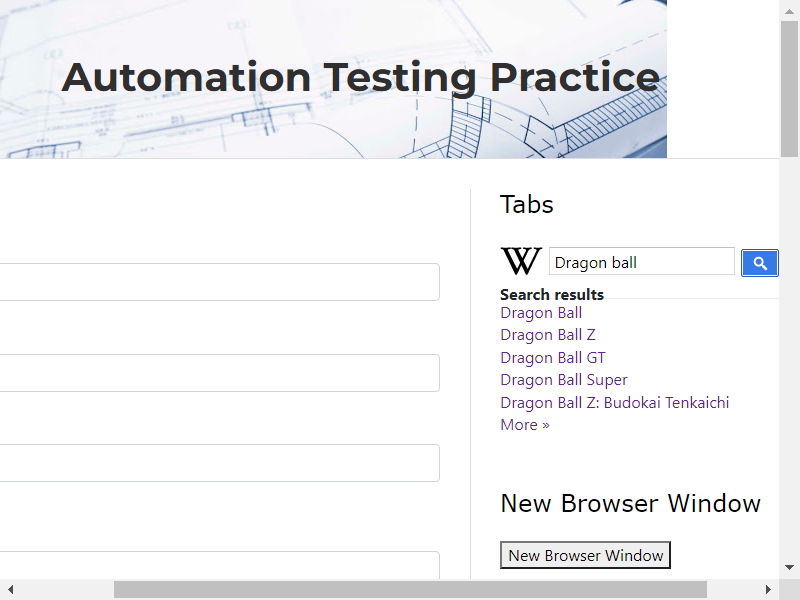 Automation Testing Practice
Tabs
W Dragon ball
Search results
Dragon Ball
Dragon Ball Z
Dragon Ball GT
Dragon Ball Super
Dragon Ball Z: Budokai Tenkaichi
More »
New Browser Window
New Browser Window